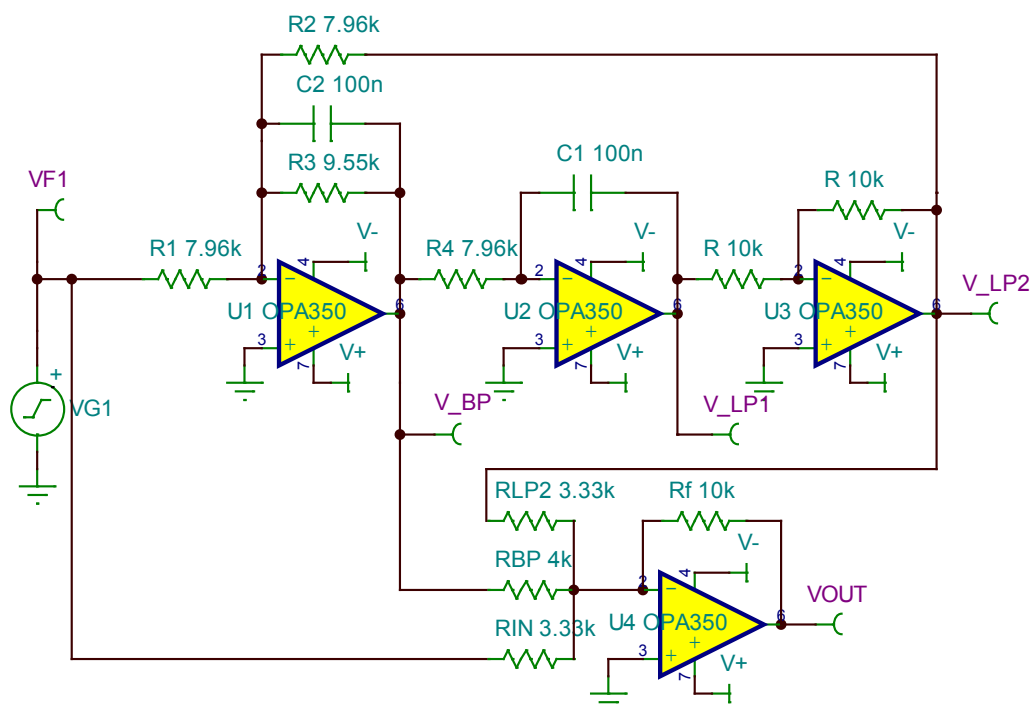 R2 7.96k
C2 100n
R3 9.55k
C1 100n
VF1
R 10k
R1 7.96k
V-
R4 7.96k
V-
R 10k
V-
2
4
2
4
2
4
V_LP2
U1 OPA350
6
U2 OPA350
6
U3 OPA350
6
3
7
V+
3
7
V+
3
7
V+
+
VG1
V_BP
V_LP1
RLP2 3.33k
Rf 10k
V-
RBP 4k
2
4
VOUT
U4 OPA350
6
RIN 3.33k
3
7
V+